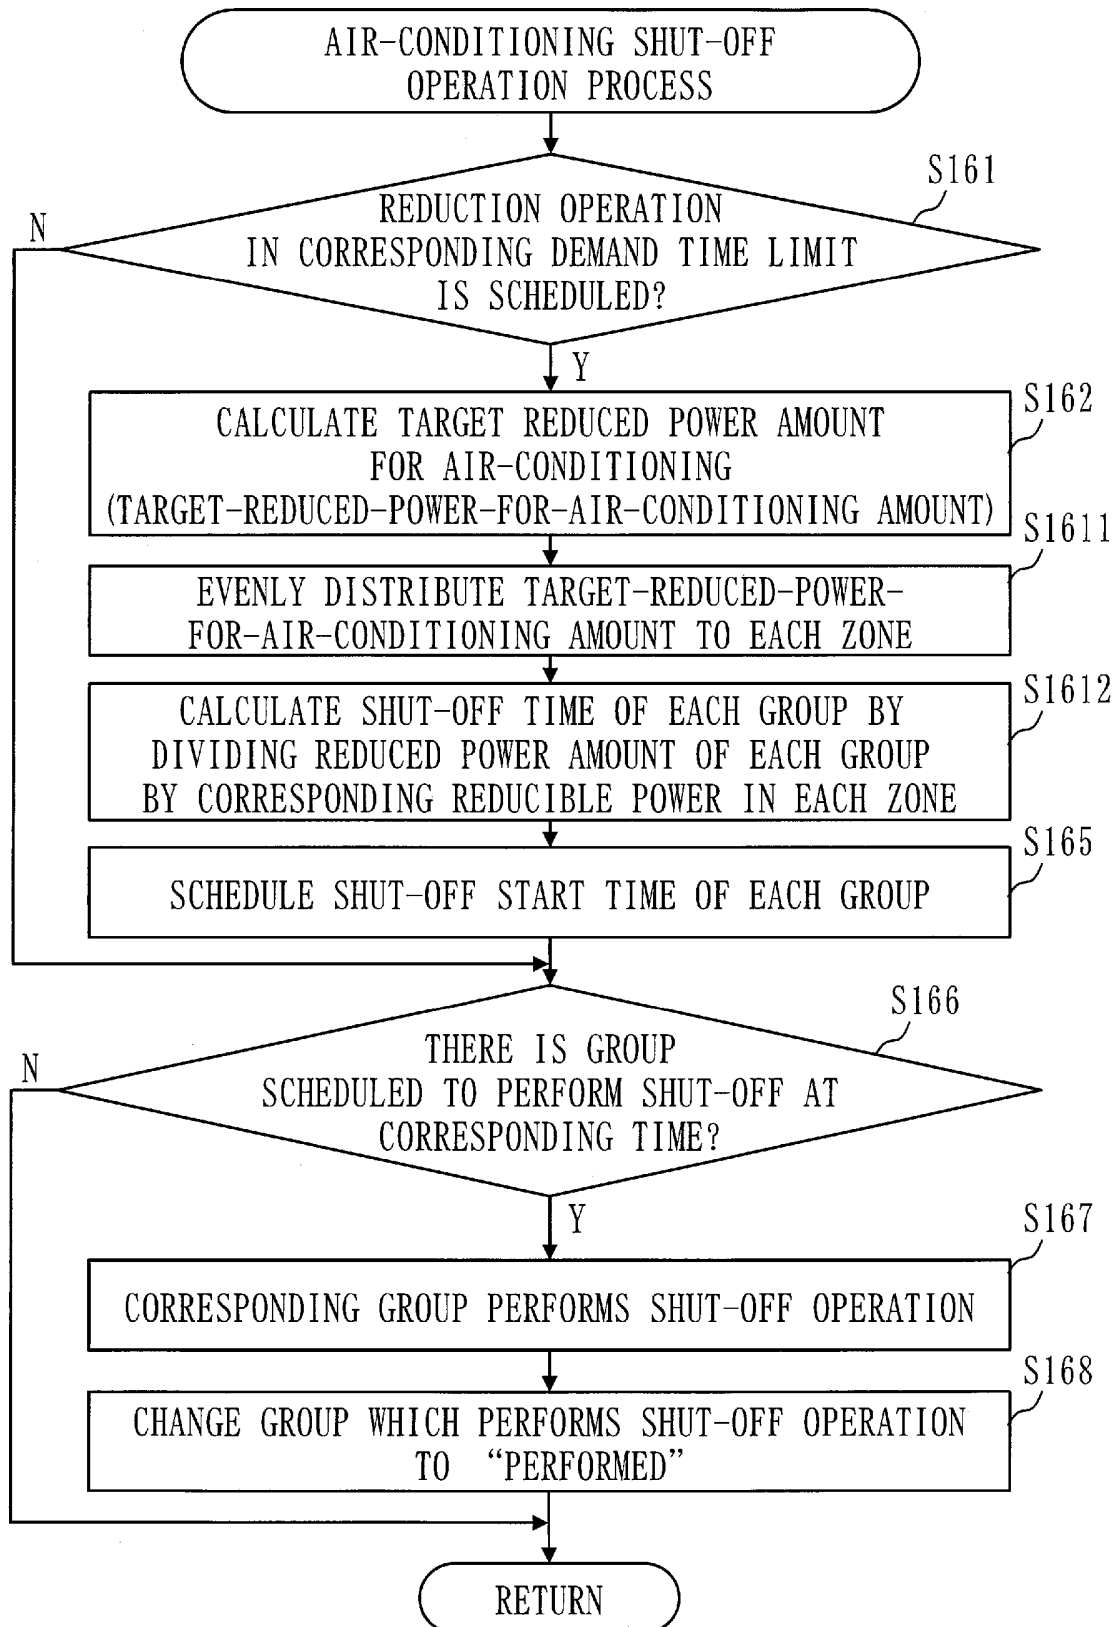 AIR-CONDITIONING SHUT-OFF
OPERATION PROCESS
S161
REDUCTION OPERATION
IN CORRESPONDING DEMAND TIME LIMIT
IS SCHEDULED?
N
Y
S162
CALCULATE TARGET REDUCED POWER AMOUNT
FOR AIR-CONDITIONING
(TARGET-REDUCED-POWER-FOR-AIR-CONDITIONING AMOUNT)
S1611
EVENLY DISTRIBUTE TARGET-REDUCED-POWER-
FOR-AIR-CONDITIONING AMOUNT TO EACH ZONE
S1612
CALCULATE SHUT-OFF TIME OF EACH GROUP BY
DIVIDING REDUCED POWER AMOUNT OF EACH GROUP
BY CORRESPONDING REDUCIBLE POWER IN EACH ZONE
S165
SCHEDULE SHUT-OFF START TIME OF EACH GROUP
S166
THERE IS GROUP
SCHEDULED TO PERFORM SHUT-OFF AT
CORRESPONDING TIME?
N
Y
S167
CORRESPONDING GROUP PERFORMS SHUT-OFF OPERATION
S168
CHANGE GROUP WHICH PERFORMS SHUT-OFF OPERATION
TO “PERFORMED”
RETURN